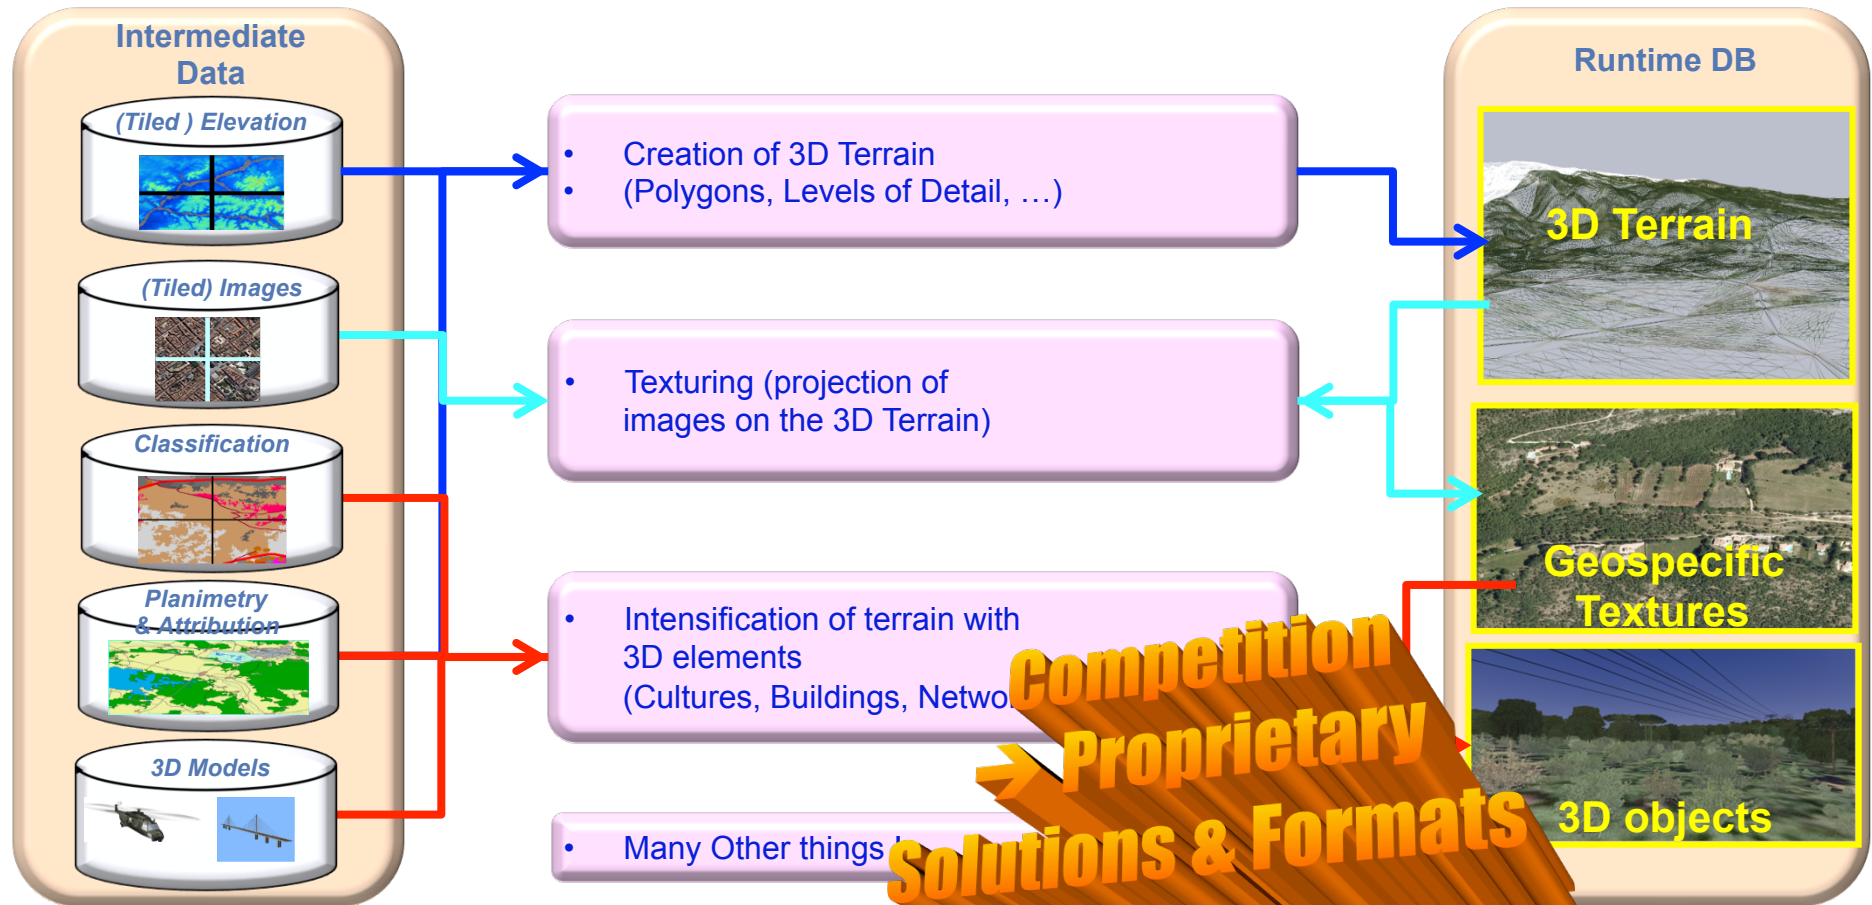 Intermediate
Data
(Tiled ) Elevation
(Tiled) Images
Classification
Planimetry
& Attribution
3D Models
• Creation of 3D Terrain
• (Polygons, Levels of Detail, …)
• Texturing (projection of
images on the 3D Terrain)
• Intensification of terrain with
3D elements
(Cultures, Buildings,
• Many Other things
Competition
➔ Proprietary
Solutions & Formats
Runtime DB
3D Terrain
Geospecific
Textures
3D objects